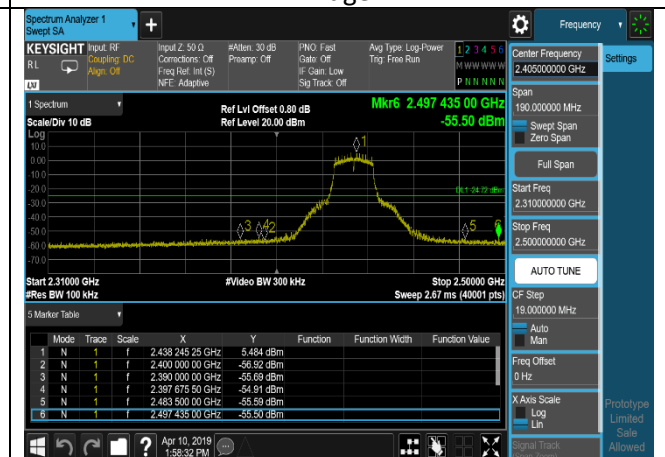 Spectrum Analyzer 1
Swept SA
Frequency
KEYSIGHT Input: RF
RL
Coupling: DC
Align: Off
Input Z: 50 Ω
Corrections: Off
Freq Ref: Int (S)
NFE: Adaptive
#Atten: 30 dB
Preamp: Off
PNO: Fast
Gate: Off
IF Gain: Low
Sig Track: Off
Avg Type: Log-Power
Trig: Free Run
1 2 3 4 5 6
M W W W W W
P N N N N N
LXI
1 Spectrum
Scale/Div 10 dB
Ref Lvl Offset 0.80 dB
Ref Level 20.00 dBm
Mkr6 2.497 435 00 GHz
-55.50 dBm
Log
10.0
0.00
-10.0
-20.0
-30.0
-40.0
-50.0
-60.0
-70.0
1
DL1 -24.72 dBm
3 4 2
5 6
Start 2.31000 GHz
#Res BW 100 kHz
#Video BW 300 kHz
Stop 2.50000 GHz
Sweep 2.67 ms (40001 pts)
5 Marker Table
Mode Trace Scale X Y Function Function Width Function Value
1 N 1 f 2.438 245 25 GHz 5.484 dBm
2 N 1 f 2.400 000 00 GHz -56.92 dBm
3 N 1 f 2.390 000 00 GHz -55.69 dBm
4 N 1 f 2.397 675 50 GHz -54.91 dBm
5 N 1 f 2.483 500 00 GHz -55.59 dBm
6 N 1 f 2.497 435 00 GHz -55.50 dBm
?
Apr 10, 2019
1:58:32 PM
Center Frequency
2.405000000 GHz
Settings
Span
190.000000 MHz
Swept Span
Zero Span
Full Span
Start Freq
2.310000000 GHz
Stop Freq
2.500000000 GHz
AUTO TUNE
CF Step
19.000000 MHz
Auto
Man
Freq Offset
0 Hz
X Axis Scale
Log
Lin
Signal Track
Prototype
Limited
Sale
Allowed